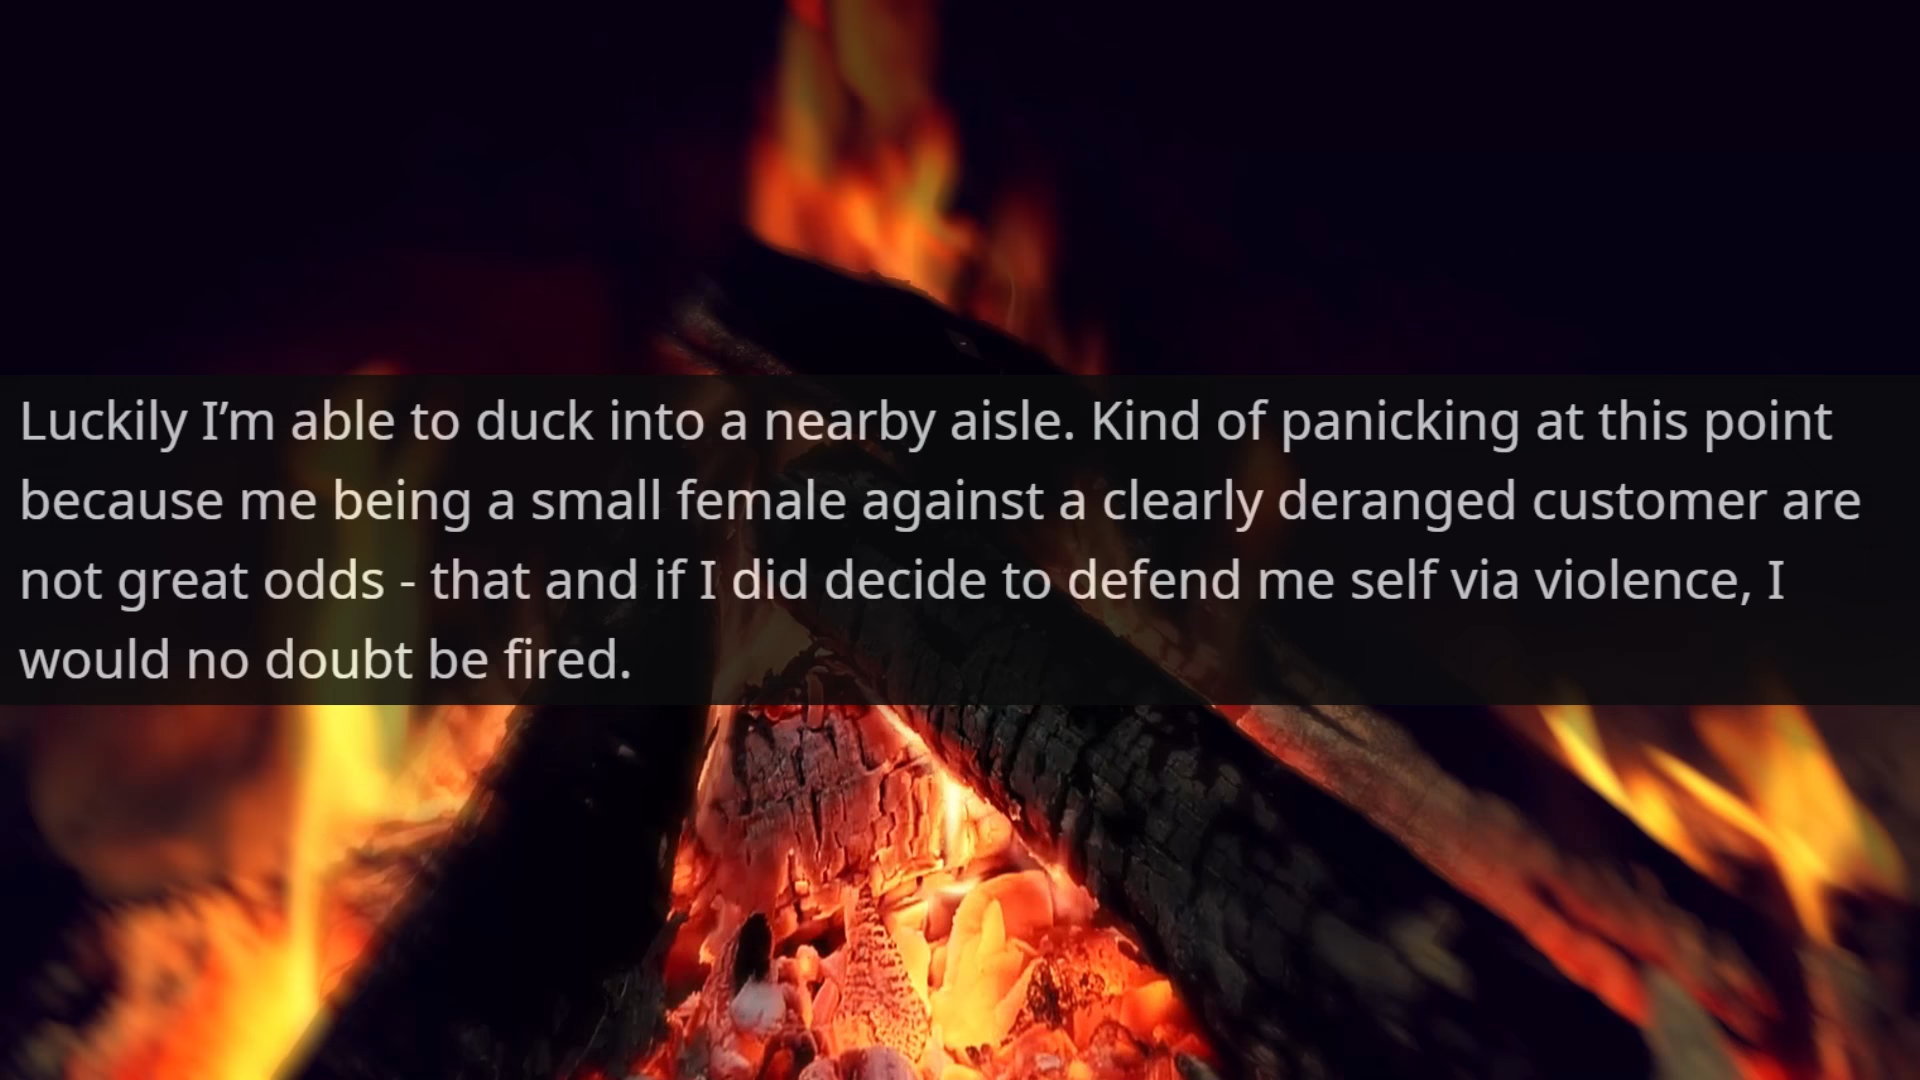 Luckily I’m able to duck into a nearby aisle. Kind of panicking at this point
because me being a small female against a clearly deranged customer are
not great odds - that and if I did decide to defend me self via violence, I
would no doubt be fired.